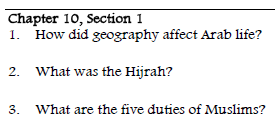 Chapter 10, Section 1
1. How did geography affect Arab life?
2. What was the Hijrah?
3. What are the five duties of Muslims?